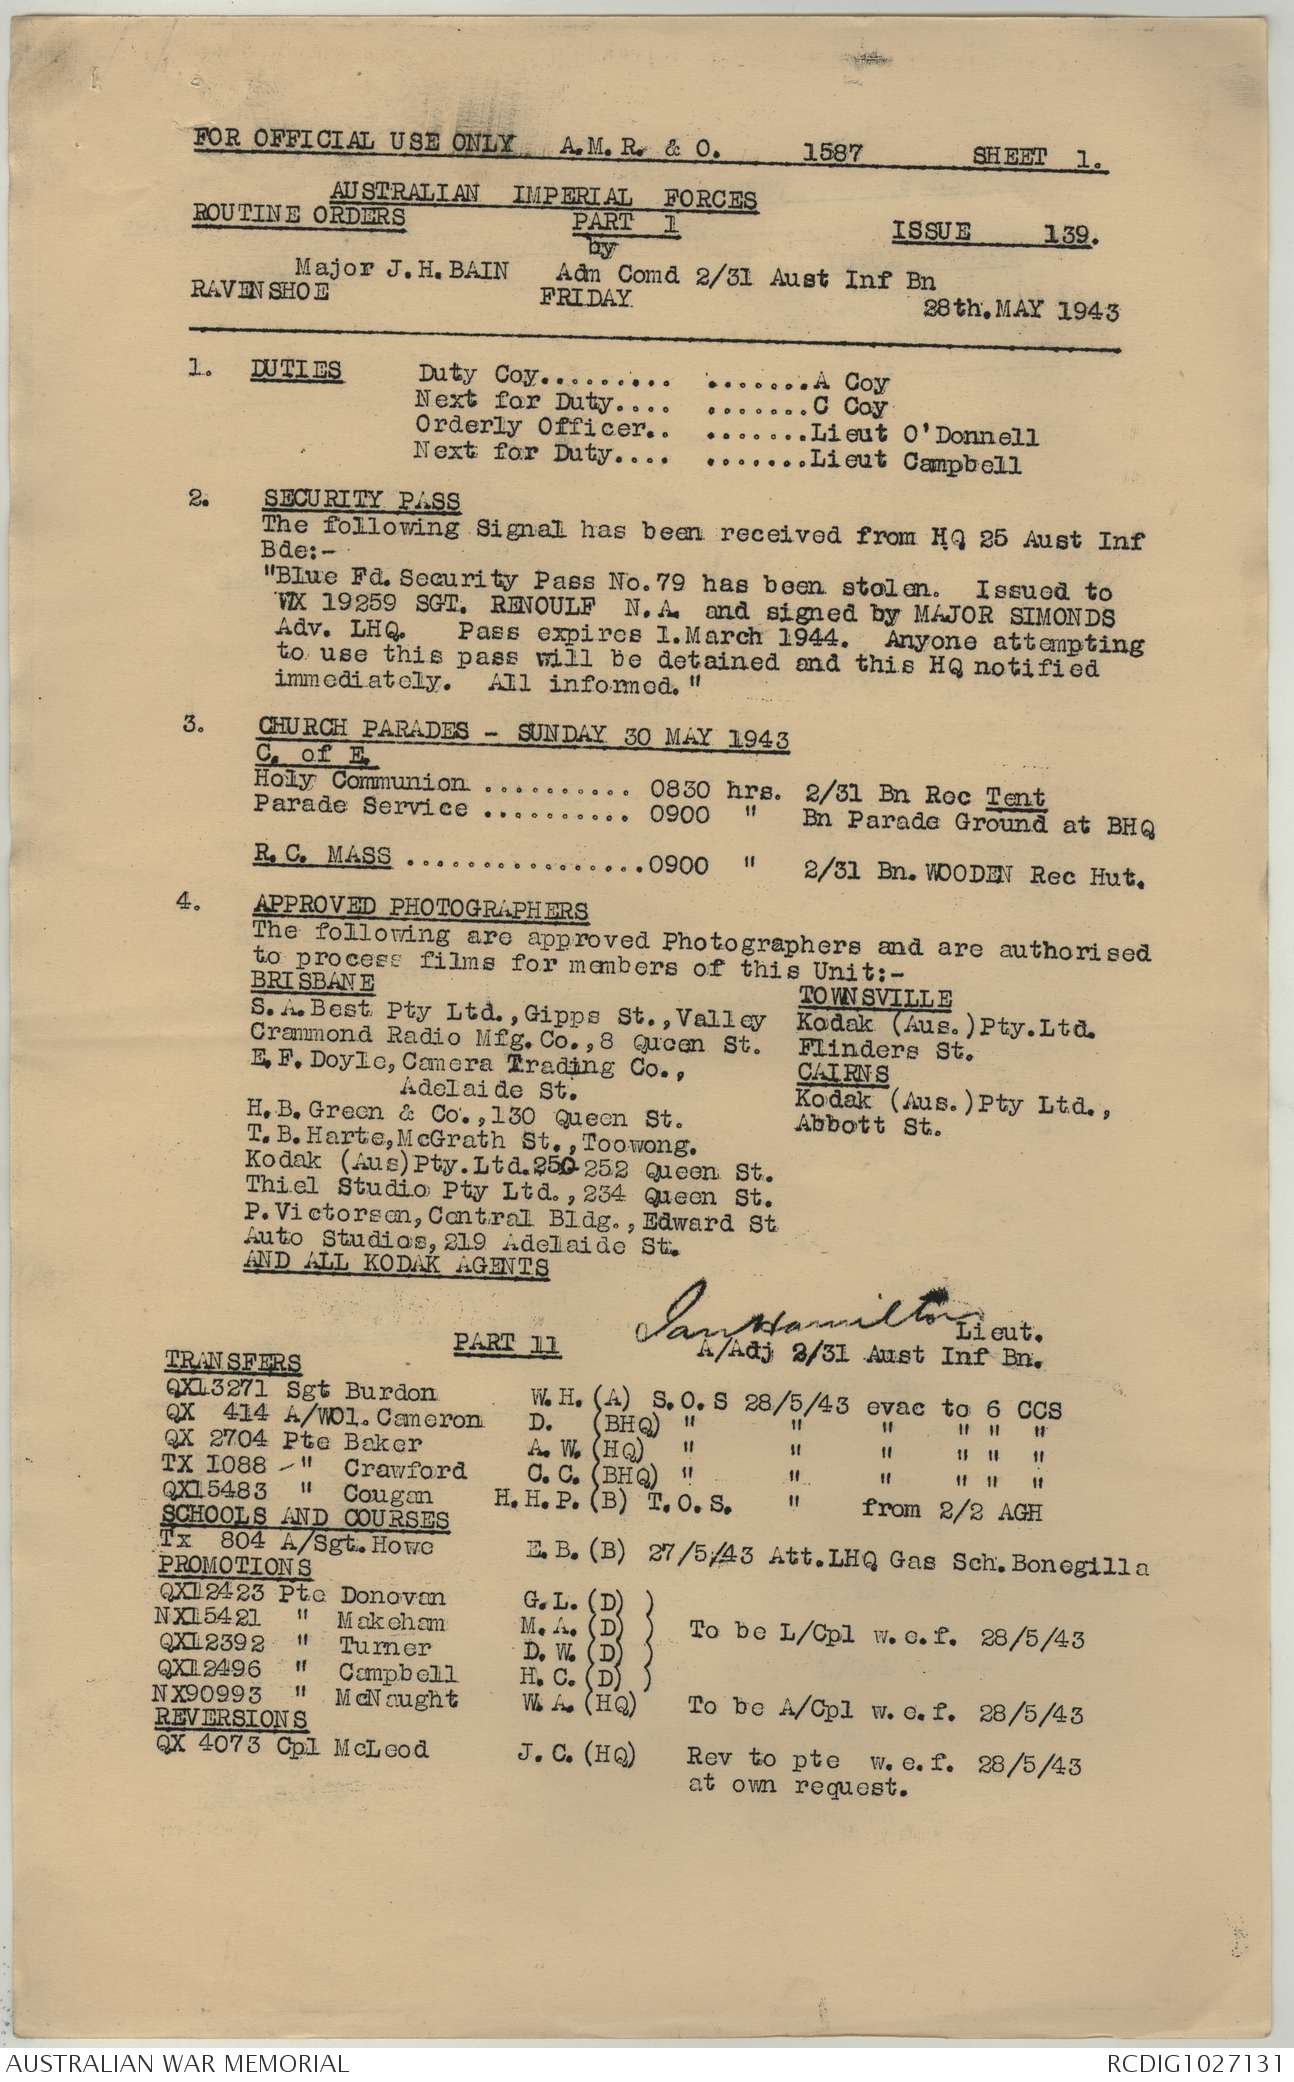 FOR OFFICIAL USE ONLY A.M.R. & O. 1587 SHEET 1.
AUSTRALIAN IMPERIAL FORCES
ROUTINE ORDERS PART 1 ISSUE 139.
by
Major J.H.BAIN Adm Comd 2/31 Aust Inf Bn
RAVENSHOE FRIDAY 28th.MAY 1943
1. DUTIES Duty Coy......... .......A Coy
Next for Duty.... .......C Coy
Orderly Officer.. .......Lieut O'Donnell
Next for Duty.... .......Lieut Campbell
2. SECURITY PASS
The following Signal has been received from HQ 25 Aust Inf
Bde:-
"Blue Fd. Security Pass No.79 has been stolen. Issued to
VX 19259 SGT. RENOULF N.A. and signed by MAJOR SIMONDS
Adv. LHQ. Pass expires 1.March 1944. Anyone attempting
to use this pass will be detained and this HQ notified
immediately. All informed."
3. CHURCH PARADES - SUNDAY 30 MAY 1943
C. of E.
Holy Communion .......... 0830 hrs. 2/31 Bn Rec Tent
Parade Service .......... 0900 " Bn Parade Ground at BHQ
R.C. MASS ................0900 " 2/31 Bn. WOODEN Rec Hut.
4. APPROVED PHOTOGRAPHERS
The following are approved Photographers and are authorised
to process films for members of this Unit:-
BRISBANE
S.A.Best Pty Ltd.,Gipps St.,Valley
Crammond Radio Mfg.Co.,8 Queen St.
E.F.Doyle,Camera Trading Co.,
Adelaide St.
H.B.Green & Co.,130 Queen St.
T.B.Harte,McGrath St.,Toowong.
Kodak (Aus)Pty.Ltd.250-252 Queen St.
Thiel Studio Pty Ltd.,234 Queen St.
P.Victorsen,Central Bldg.,Edward St
Auto Studios,219 Adelaide St.
AND ALL KODAK AGENTS
TOWNSVILLE
Kodak (Aus.)Pty.Ltd.
Flinders St.
CAIRNS
Kodak (Aus.)Pty Ltd.,
Abbott St.
Ian Hamilton Lieut.
PART 11 A/Adj 2/31 Aust Inf Bn.
TRANSFERS
QX13271 Sgt Burdon W.H.(A) S.O.S 28/5/43 evac to 6 CCS
QX 414 A/WO1.Cameron D. (BHQ) " " " " " "
QX 2704 Pte Baker A.W.(HQ) " " " " " "
TX 1088 " Crawford C.C.(BHQ) " " " " " "
QX15483 " Cougan H.H.P.(B) T.O.S. " from 2/2 AGH
SCHOOLS AND COURSES
Tx 804 A/Sgt.Howe E.B.(B) 27/5/43 Att.LHQ Gas Sch.Bonegilla
PROMOTIONS
QX12423 Pte Donovan G.L.(D) )
NX15421 " Makeham M.A.(D) ) To be L/Cpl w.e.f. 28/5/43
QX12392 " Turner D.W.(D) )
QX12496 " Campbell H.C.(D) )
NX90993 " McNaught W.A.(HQ) To be A/Cpl w.e.f. 28/5/43
REVERSIONS
QX 4073 Cpl McLeod J.C.(HQ) Rev to pte w.e.f. 28/5/43
at own request.
AUSTRALIAN WAR MEMORIAL RCDIG1027131